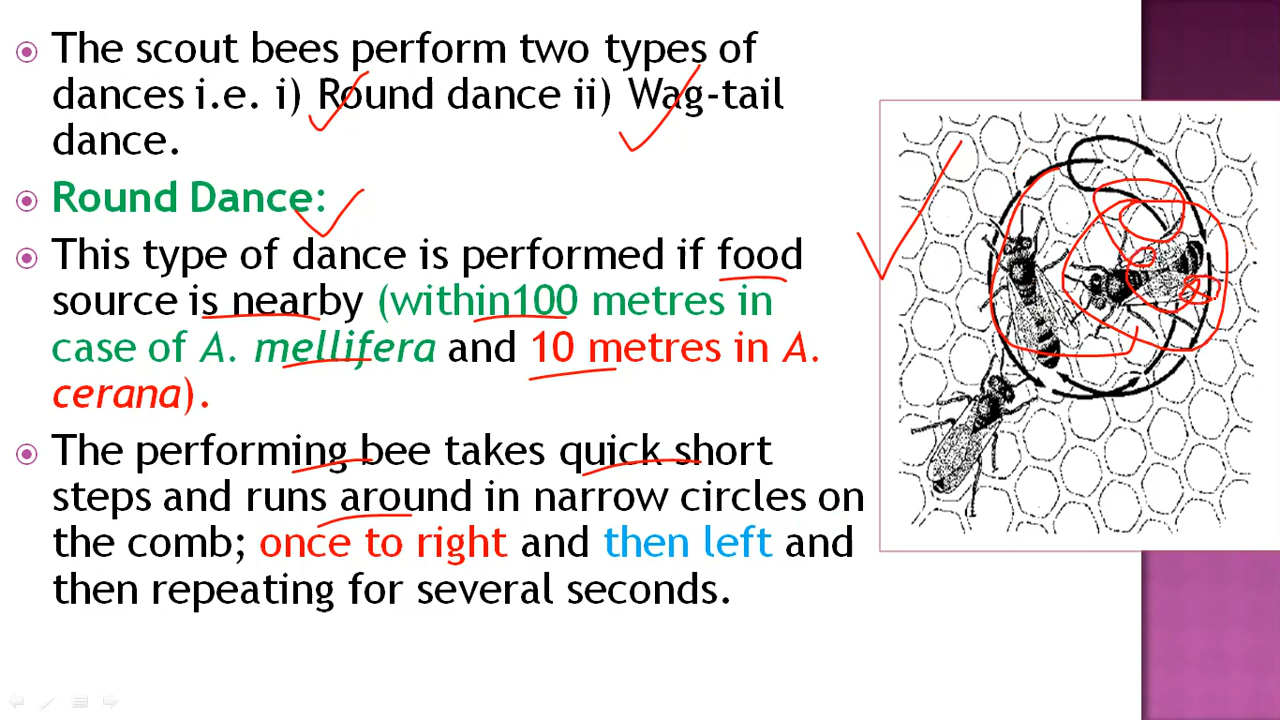 The scout bees perform two types of
dances i.e. i) Round dance ii) Wag-tail
dance.
Round Dance:
This type of dance is performed if food
source is nearby (within100 metres in
case of A. mellifera and 10 metres in A.
cerana).
The performing bee takes quick short
steps and runs around in narrow circles on
the comb; once to right and then left and
then repeating for several seconds.